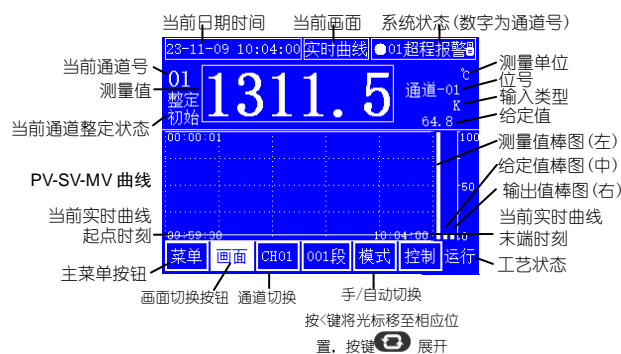 当前日期时间 当前画面 系统状态(数字为通道号)
23-11-09 10:04:00 实时曲线 ●01超程报警
当前通道号
测量值
当前通道整定状态
01
整定
初始
1311.5
℃
通道-01
K
64.8
测量单位
位号
输入类型
给定值
00:00:01
100
50
0
PV-SV-MV 曲线
测量值棒图(左)
给定值棒图(中)
输出值棒图(右)
当前实时曲线
起点时刻
09:59:30
10:04:00
当前实时曲线
末端时刻
菜单 画面 CH01 001段 模式 控制 运行
主菜单按钮
工艺状态
画面切换按钮 通道切换 手/自动切换
按<键将光标移至相应位
置，按键 展开